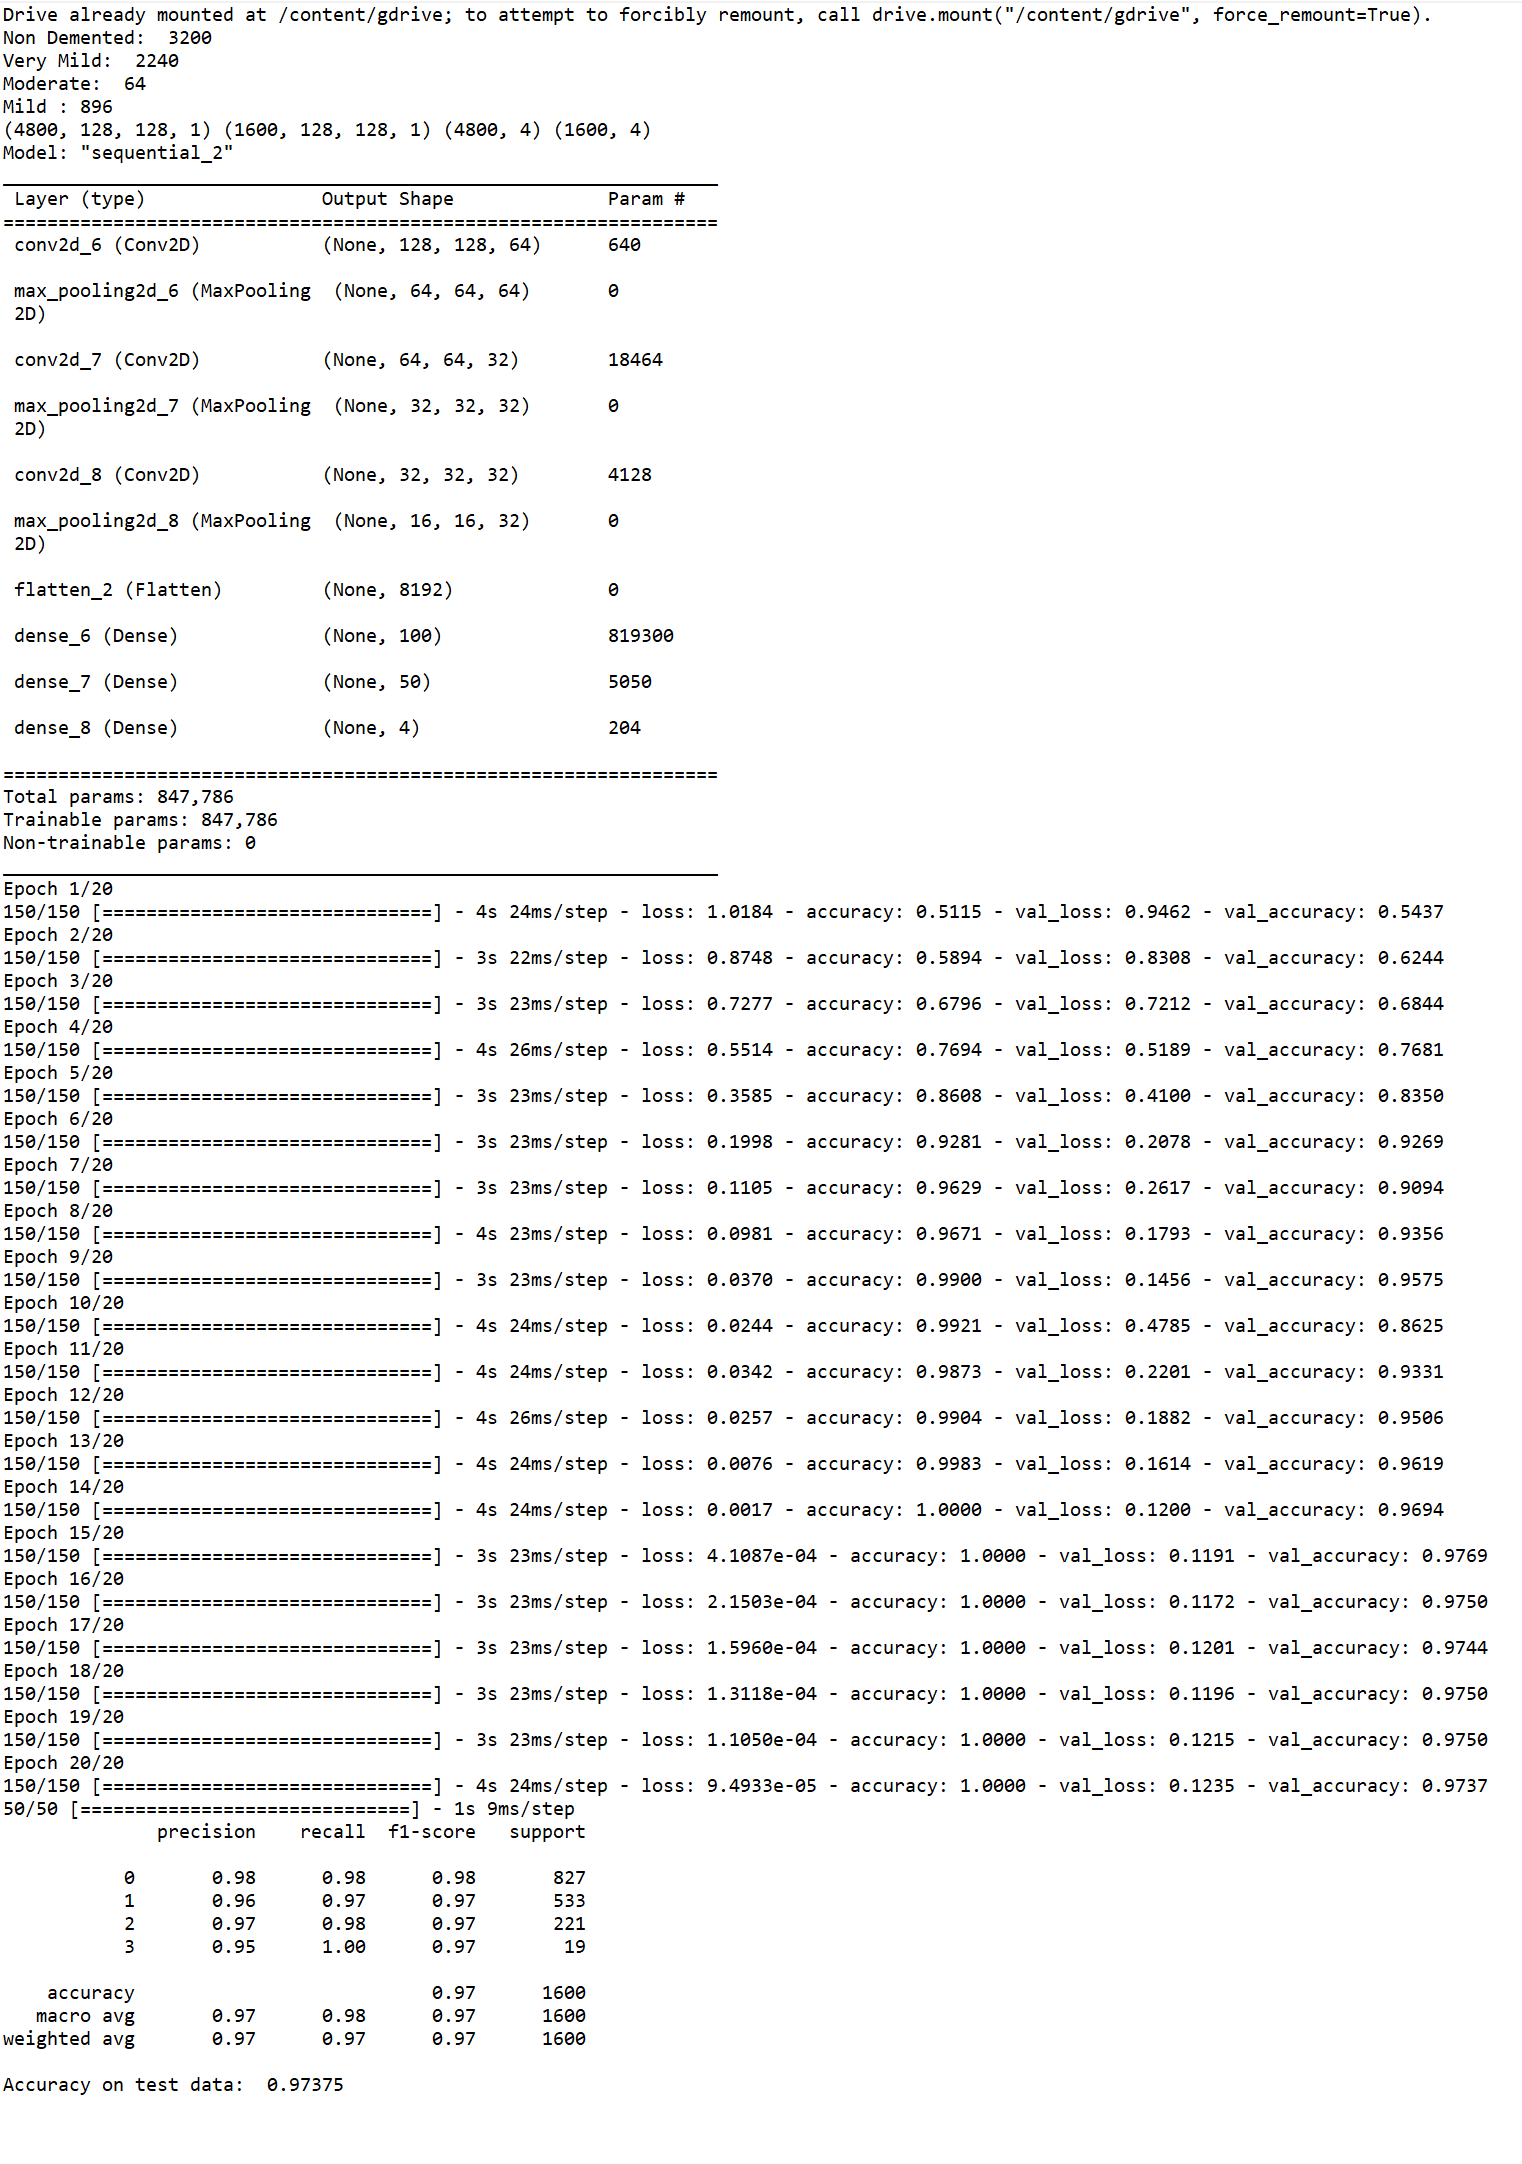 Drive already mounted at /content/gdrive; to attempt to forcibly remount, call drive.mount("/content/gdrive", force_remount=True).
Non Demented:  3200
Very Mild:  2240
Moderate:  64
Mild : 896
(4800, 128, 128, 1) (1600, 128, 128, 1) (4800, 4) (1600, 4)
Model: "sequential_2"
_________________________________________________________________
 Layer (type)                Output Shape              Param #
=================================================================
 conv2d_6 (Conv2D)           (None, 128, 128, 64)      640
 max_pooling2d_6 (MaxPooling  (None, 64, 64, 64)       0
 2D)
 conv2d_7 (Conv2D)           (None, 64, 64, 32)        18464
 max_pooling2d_7 (MaxPooling  (None, 32, 32, 32)       0
 2D)
 conv2d_8 (Conv2D)           (None, 32, 32, 32)        4128
 max_pooling2d_8 (MaxPooling  (None, 16, 16, 32)       0
 2D)
 flatten_2 (Flatten)         (None, 8192)              0
 dense_6 (Dense)             (None, 100)               819300
 dense_7 (Dense)             (None, 50)                5050
 dense_8 (Dense)             (None, 4)                 204
=================================================================
Total params: 847,786
Trainable params: 847,786
Non-trainable params: 0
_________________________________________________________________
Epoch 1/20
150/150 [==============================] - 4s 24ms/step - loss: 1.0184 - accuracy: 0.5115 - val_loss: 0.9462 - val_accuracy: 0.5437
Epoch 2/20
150/150 [==============================] - 3s 22ms/step - loss: 0.8748 - accuracy: 0.5894 - val_loss: 0.8308 - val_accuracy: 0.6244
Epoch 3/20
150/150 [==============================] - 3s 23ms/step - loss: 0.7277 - accuracy: 0.6796 - val_loss: 0.7212 - val_accuracy: 0.6844
Epoch 4/20
150/150 [==============================] - 4s 26ms/step - loss: 0.5514 - accuracy: 0.7694 - val_loss: 0.5189 - val_accuracy: 0.7681
Epoch 5/20
150/150 [==============================] - 3s 23ms/step - loss: 0.3585 - accuracy: 0.8608 - val_loss: 0.4100 - val_accuracy: 0.8350
Epoch 6/20
150/150 [==============================] - 3s 23ms/step - loss: 0.1998 - accuracy: 0.9281 - val_loss: 0.2078 - val_accuracy: 0.9269
Epoch 7/20
150/150 [==============================] - 3s 23ms/step - loss: 0.1105 - accuracy: 0.9629 - val_loss: 0.2617 - val_accuracy: 0.9094
Epoch 8/20
150/150 [==============================] - 4s 23ms/step - loss: 0.0981 - accuracy: 0.9671 - val_loss: 0.1793 - val_accuracy: 0.9356
Epoch 9/20
150/150 [==============================] - 3s 23ms/step - loss: 0.0370 - accuracy: 0.9900 - val_loss: 0.1456 - val_accuracy: 0.9575
Epoch 10/20
150/150 [==============================] - 4s 24ms/step - loss: 0.0244 - accuracy: 0.9921 - val_loss: 0.4785 - val_accuracy: 0.8625
Epoch 11/20
150/150 [==============================] - 4s 24ms/step - loss: 0.0342 - accuracy: 0.9873 - val_loss: 0.2201 - val_accuracy: 0.9331
Epoch 12/20
150/150 [==============================] - 4s 26ms/step - loss: 0.0257 - accuracy: 0.9904 - val_loss: 0.1882 - val_accuracy: 0.9506
Epoch 13/20
150/150 [==============================] - 4s 24ms/step - loss: 0.0076 - accuracy: 0.9983 - val_loss: 0.1614 - val_accuracy: 0.9619
Epoch 14/20
150/150 [==============================] - 4s 24ms/step - loss: 0.0017 - accuracy: 1.0000 - val_loss: 0.1200 - val_accuracy: 0.9694
Epoch 15/20
150/150 [==============================] - 3s 23ms/step - loss: 4.1087e-04 - accuracy: 1.0000 - val_loss: 0.1191 - val_accuracy: 0.9769
Epoch 16/20
150/150 [==============================] - 3s 23ms/step - loss: 2.1503e-04 - accuracy: 1.0000 - val_loss: 0.1172 - val_accuracy: 0.9750
Epoch 17/20
150/150 [==============================] - 3s 23ms/step - loss: 1.5960e-04 - accuracy: 1.0000 - val_loss: 0.1201 - val_accuracy: 0.9744
Epoch 18/20
150/150 [==============================] - 3s 23ms/step - loss: 1.3118e-04 - accuracy: 1.0000 - val_loss: 0.1196 - val_accuracy: 0.9750
Epoch 19/20
150/150 [==============================] - 3s 23ms/step - loss: 1.1050e-04 - accuracy: 1.0000 - val_loss: 0.1215 - val_accuracy: 0.9750
Epoch 20/20
150/150 [==============================] - 4s 24ms/step - loss: 9.4933e-05 - accuracy: 1.0000 - val_loss: 0.1235 - val_accuracy: 0.9737
50/50 [==============================] - 1s 9ms/step
              precision    recall  f1-score   support
           0       0.98      0.98      0.98       827
           1       0.96      0.97      0.97       533
           2       0.97      0.98      0.97       221
           3       0.95      1.00      0.97        19
    accuracy                           0.97      1600
   macro avg       0.97      0.98      0.97      1600
weighted avg       0.97      0.97      0.97      1600
Accuracy on test data:  0.97375